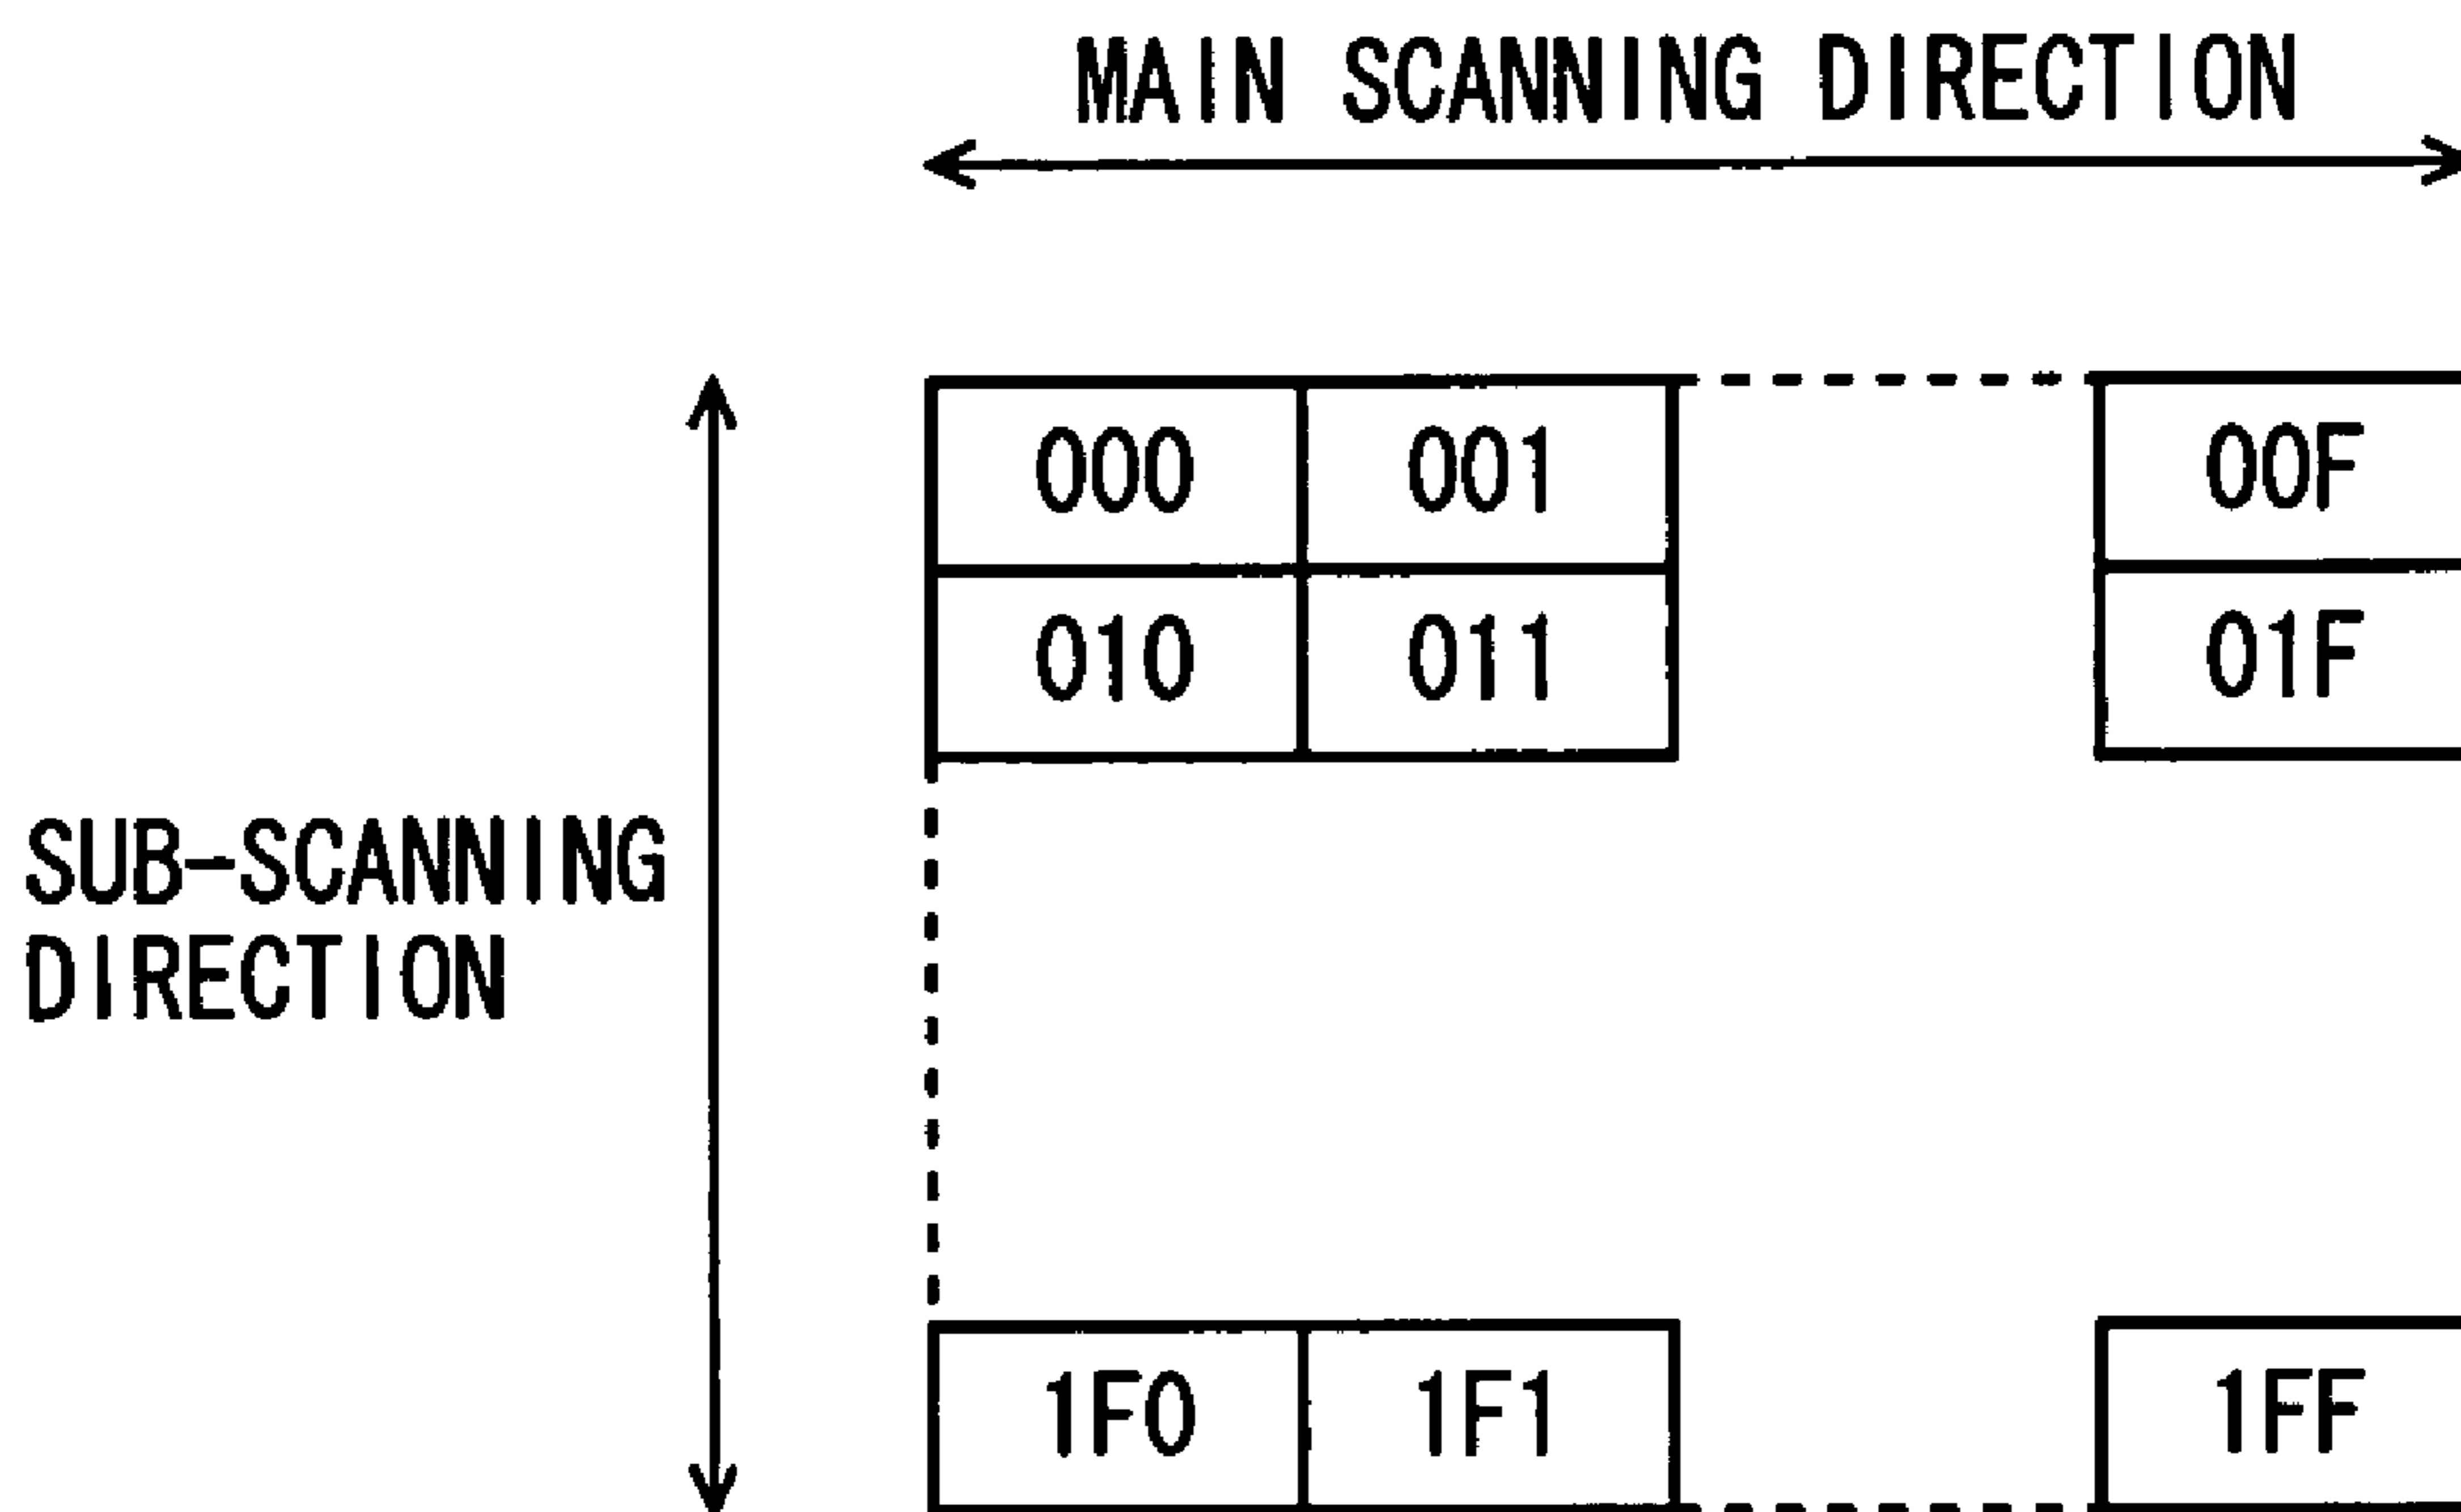 MAIN SCANNING DIRECTION
000 001 00F
010 011 01F
SUB-SCANNING
DIRECTION
1F0 1F1 1FF